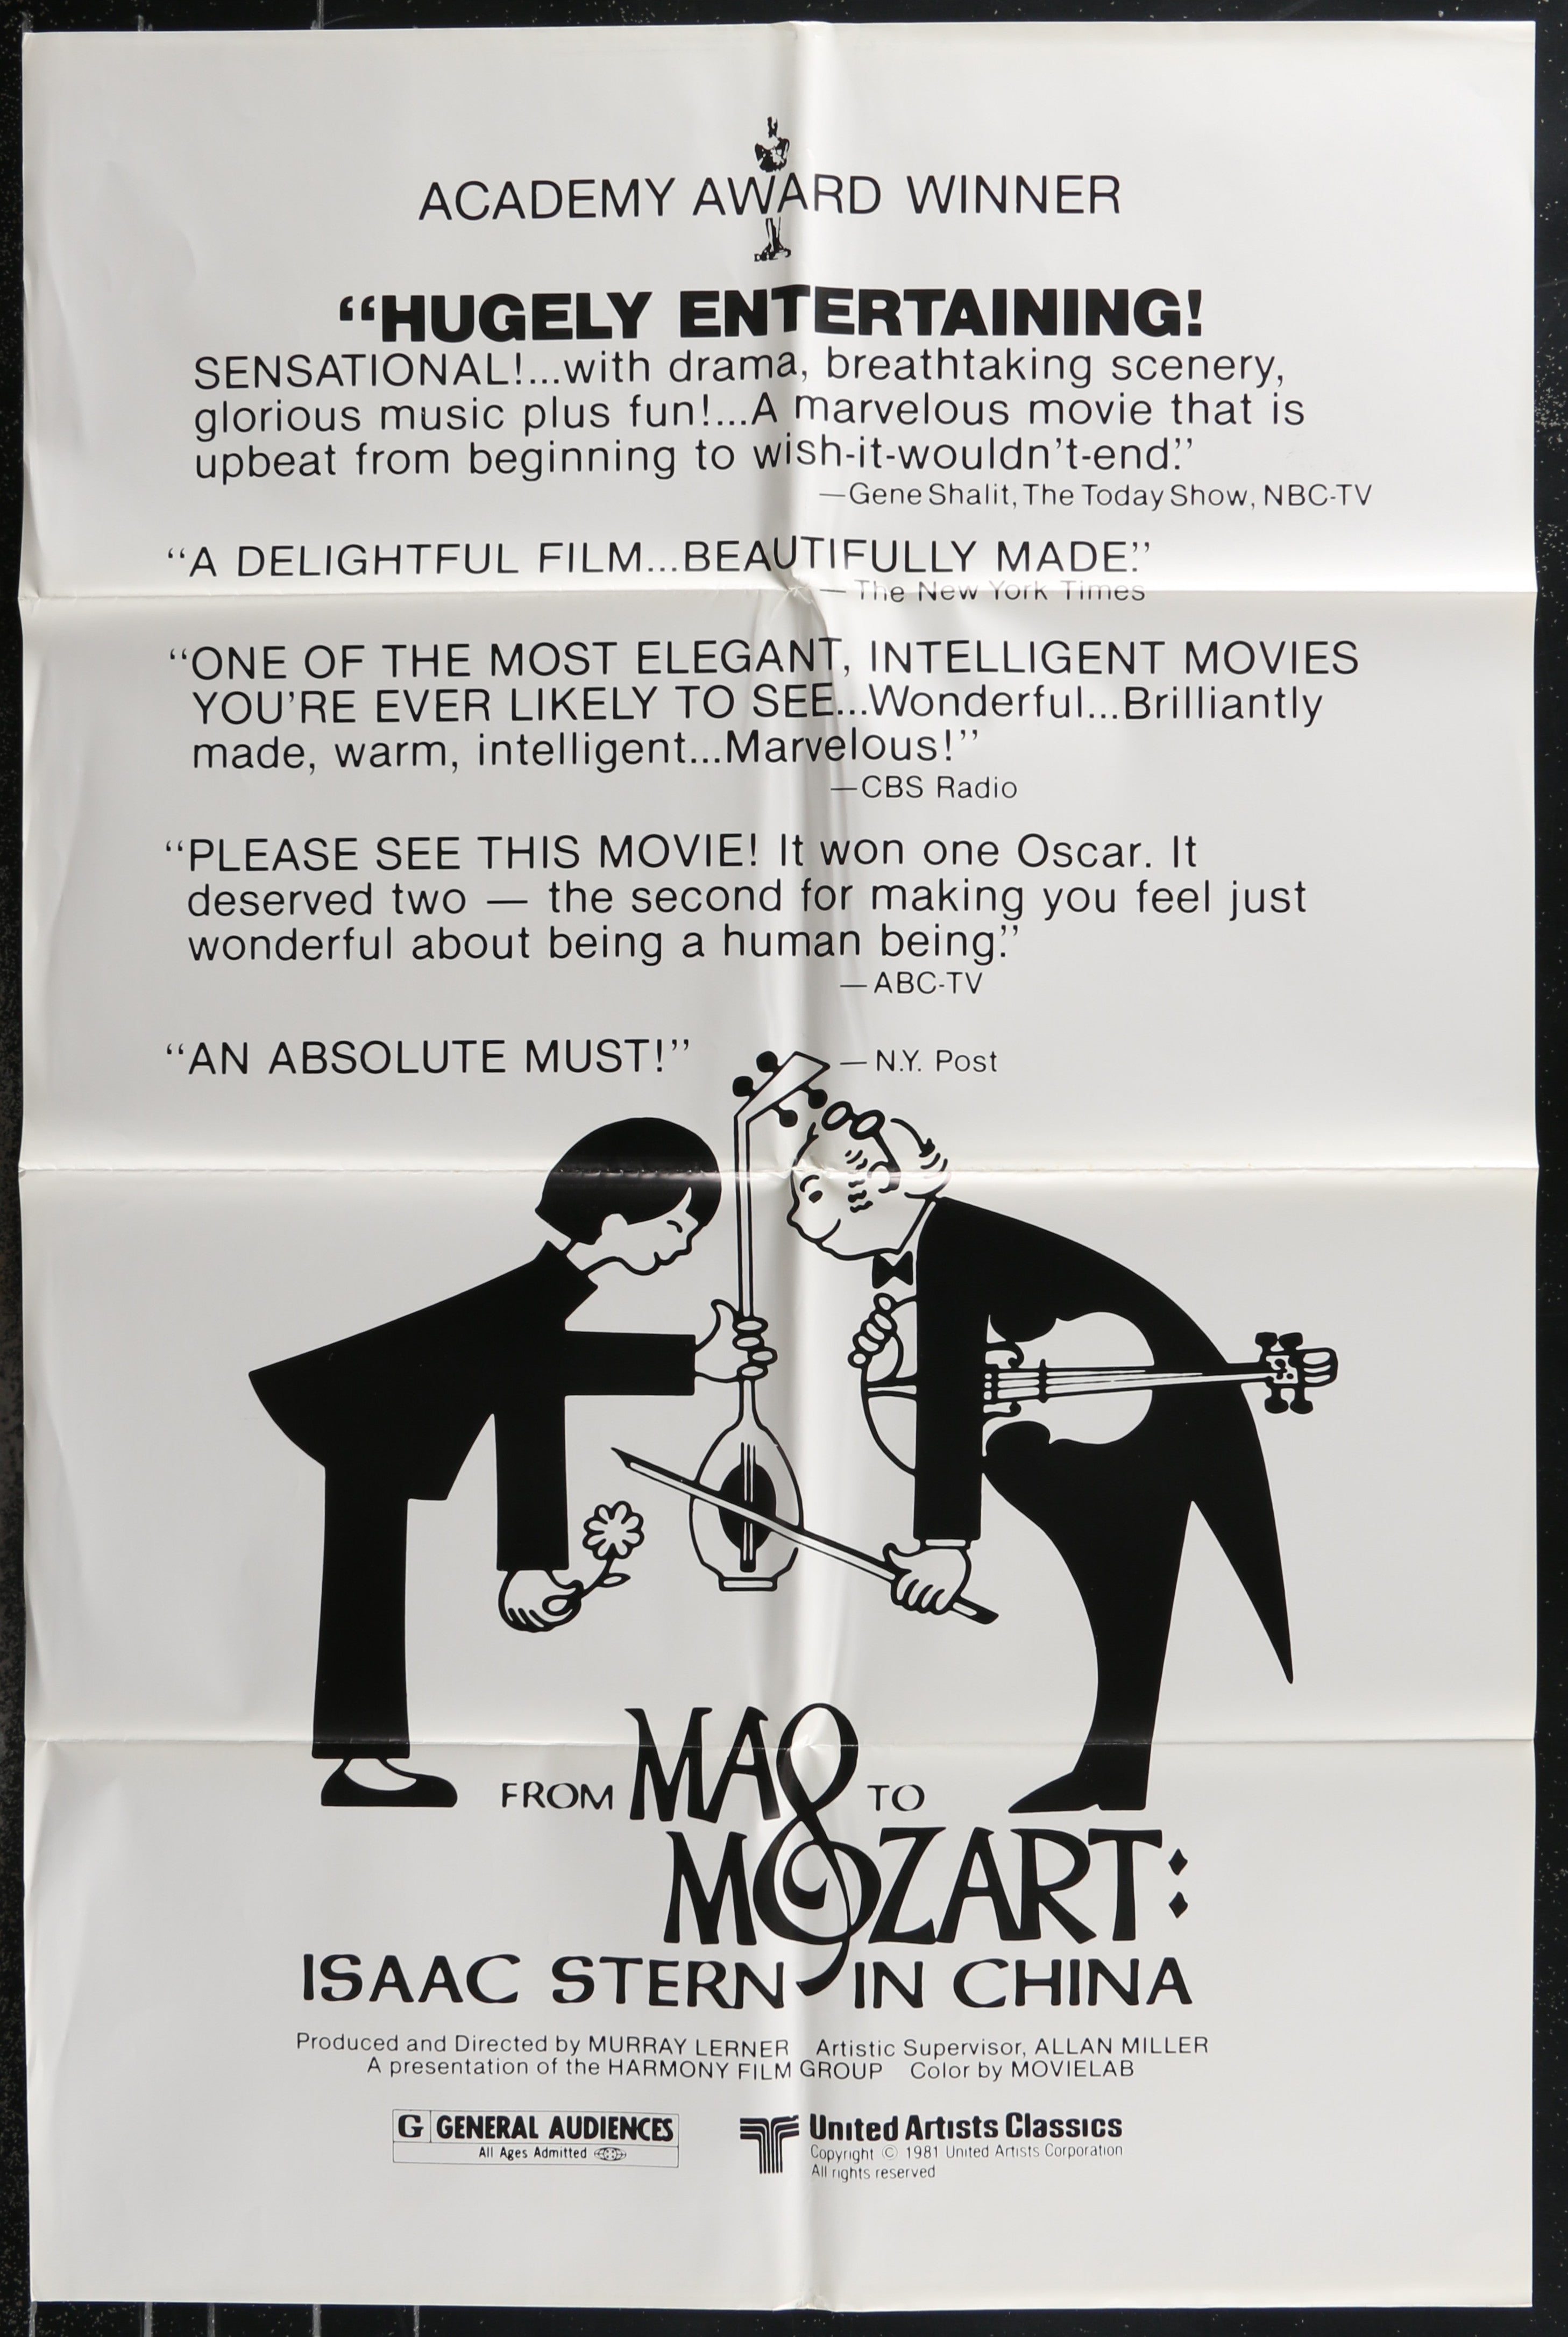 ACADEMY AWARD WINNER
“HUGELY ENTERTAINING!
SENSATIONAL!...with drama, breathtaking scenery,
glorious music plus fun!...A marvelous movie that is
upbeat from beginning to wish-it-wouldn't-end.”
—Gene Shalit, The Today Show, NBC-TV
“A DELIGHTFUL FILM...BEAUTIFULLY MADE.”
— The New York Times
“ONE OF THE MOST ELEGANT, INTELLIGENT MOVIES
YOU'RE EVER LIKELY TO SEE...Wonderful...Brilliantly
made, warm, intelligent...Marvelous!”
—CBS Radio
“PLEASE SEE THIS MOVIE! It won one Oscar. It
deserved two — the second for making you feel just
wonderful about being a human being.”
— ABC-TV
“AN ABSOLUTE MUST!” — N.Y. Post
FROM MAO TO
MOZART:
ISAAC STERN IN CHINA
Produced and Directed by MURRAY LERNER Artistic Supervisor, ALLAN MILLER
A presentation of the HARMONY FILM GROUP Color by MOVIELAB
G GENERAL AUDIENCES
All Ages Admitted
United Artists Classics
Copyright © 1981 United Artists Corporation
All rights reserved